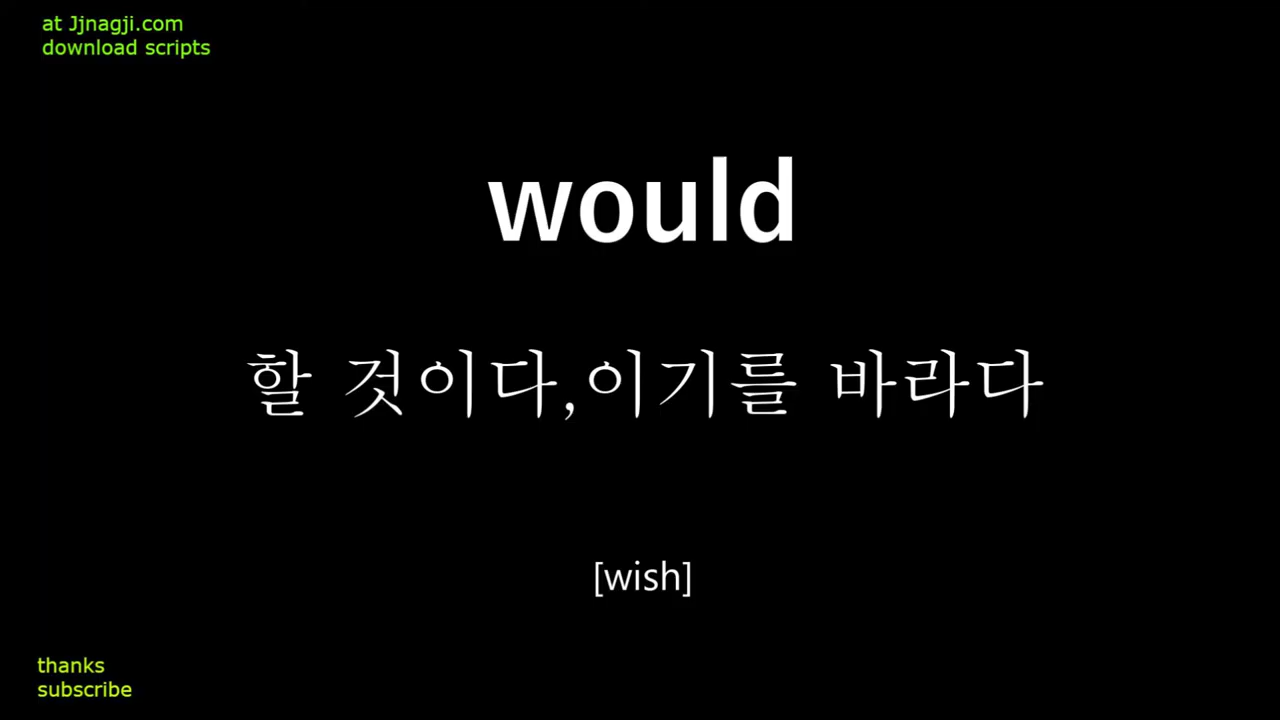 at Jjnagji.com
download scripts
would
할 것이다,이기를 바라다
[wish]
thanks
subscribe